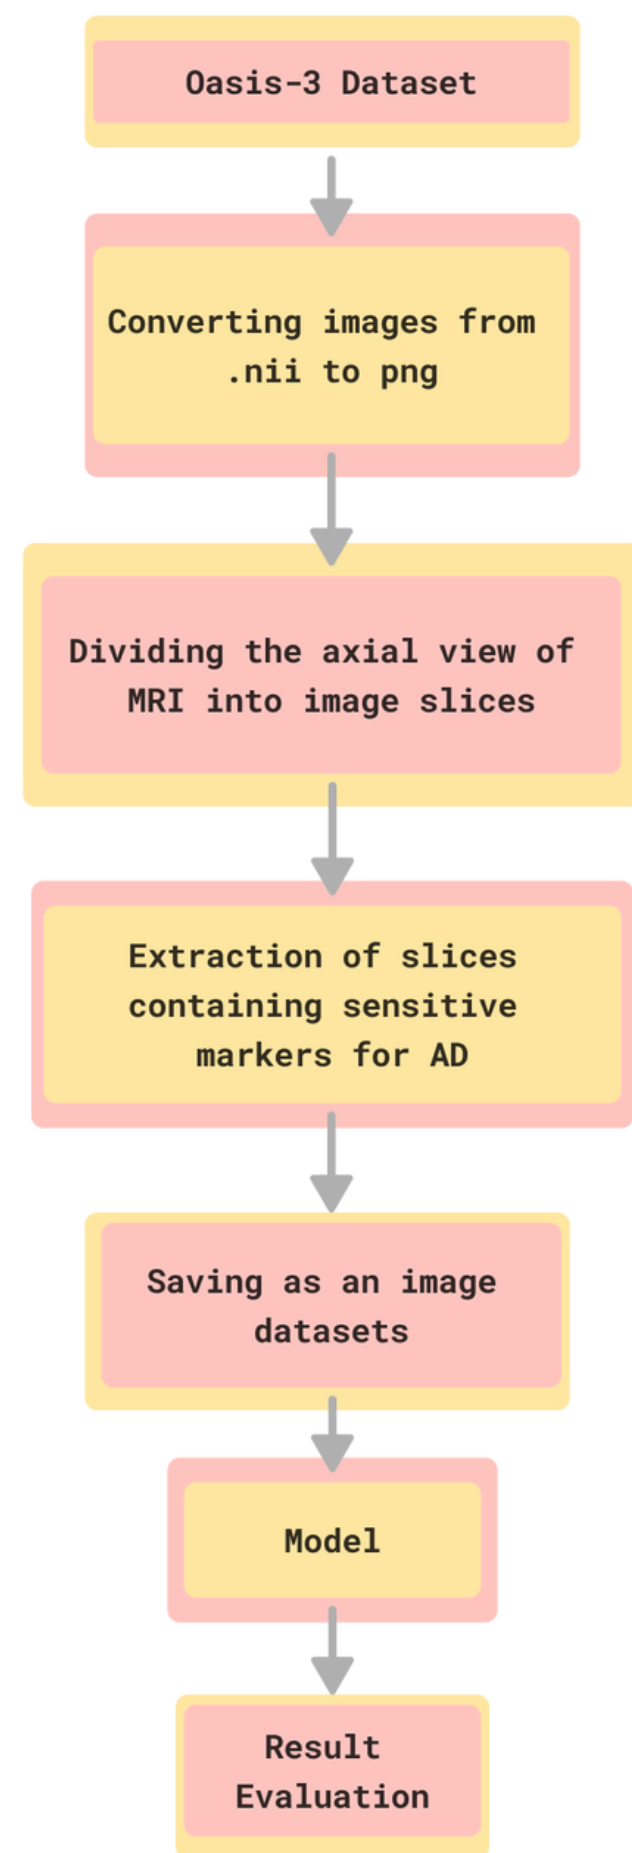 Oasis-3 Dataset
Converting images from
.nii to png
Dividing the axial view of
MRI into image slices
Extraction of slices
containing sensitive
markers for AD
Saving as an image
datasets
Model
Result
Evaluation